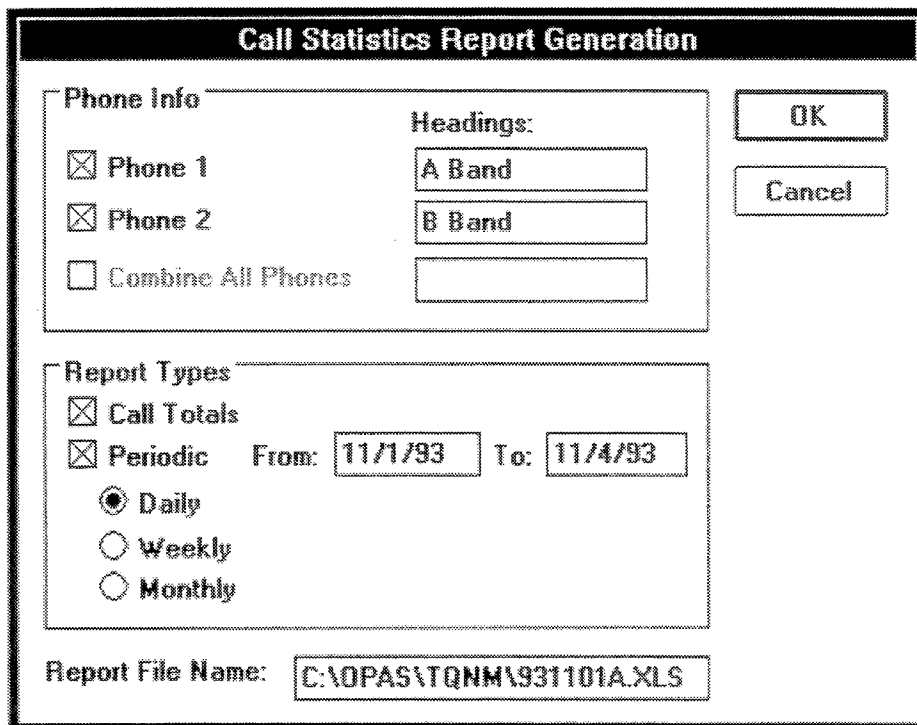 Call Statistics Report Generation
Phone Info
Headings:
OK
Phone 1
A Band
Cancel
Phone 2
B Band
Combine All Phones
Report Types
Call Totals
Periodic From: 11/1/93 To: 11/4/93
Daily
Weekly
Monthly
Report File Name: C:\OPAS\TQNM\931101A.XLS